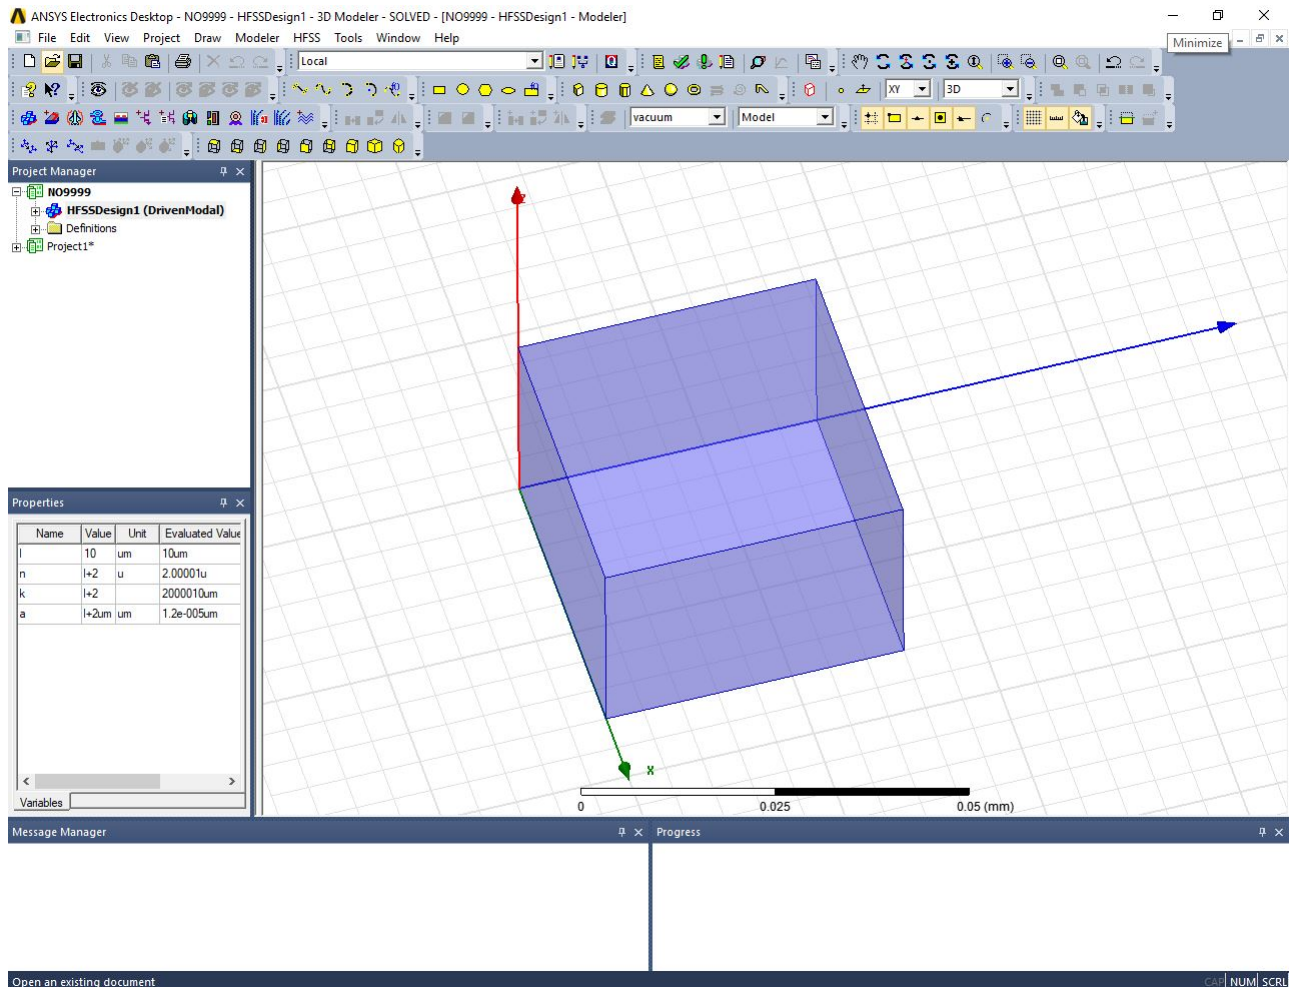 ANSYS Electronics Desktop - NO9999 - HFSSDesign1 - 3D Modeler - SOLVED - [NO9999 - HFSSDesign1 - Modeler]
File Edit View Project Draw Modeler HFSS Tools Window Help
Minimize
Local
XY 3D
vacuum Model
Project Manager
NO9999
HFSSDesign1 (DrivenModal)
Definitions
Project1*
Properties
Name Value Unit Evaluated Value
l 10 um 10um
n l+2 u 2.00001u
k l+2 2000010um
a l+2um um 1.2e-005um
Variables
z
x
0 0.025 0.05 (mm)
Message Manager
Progress
Open an existing document
CAP NUM SCRL